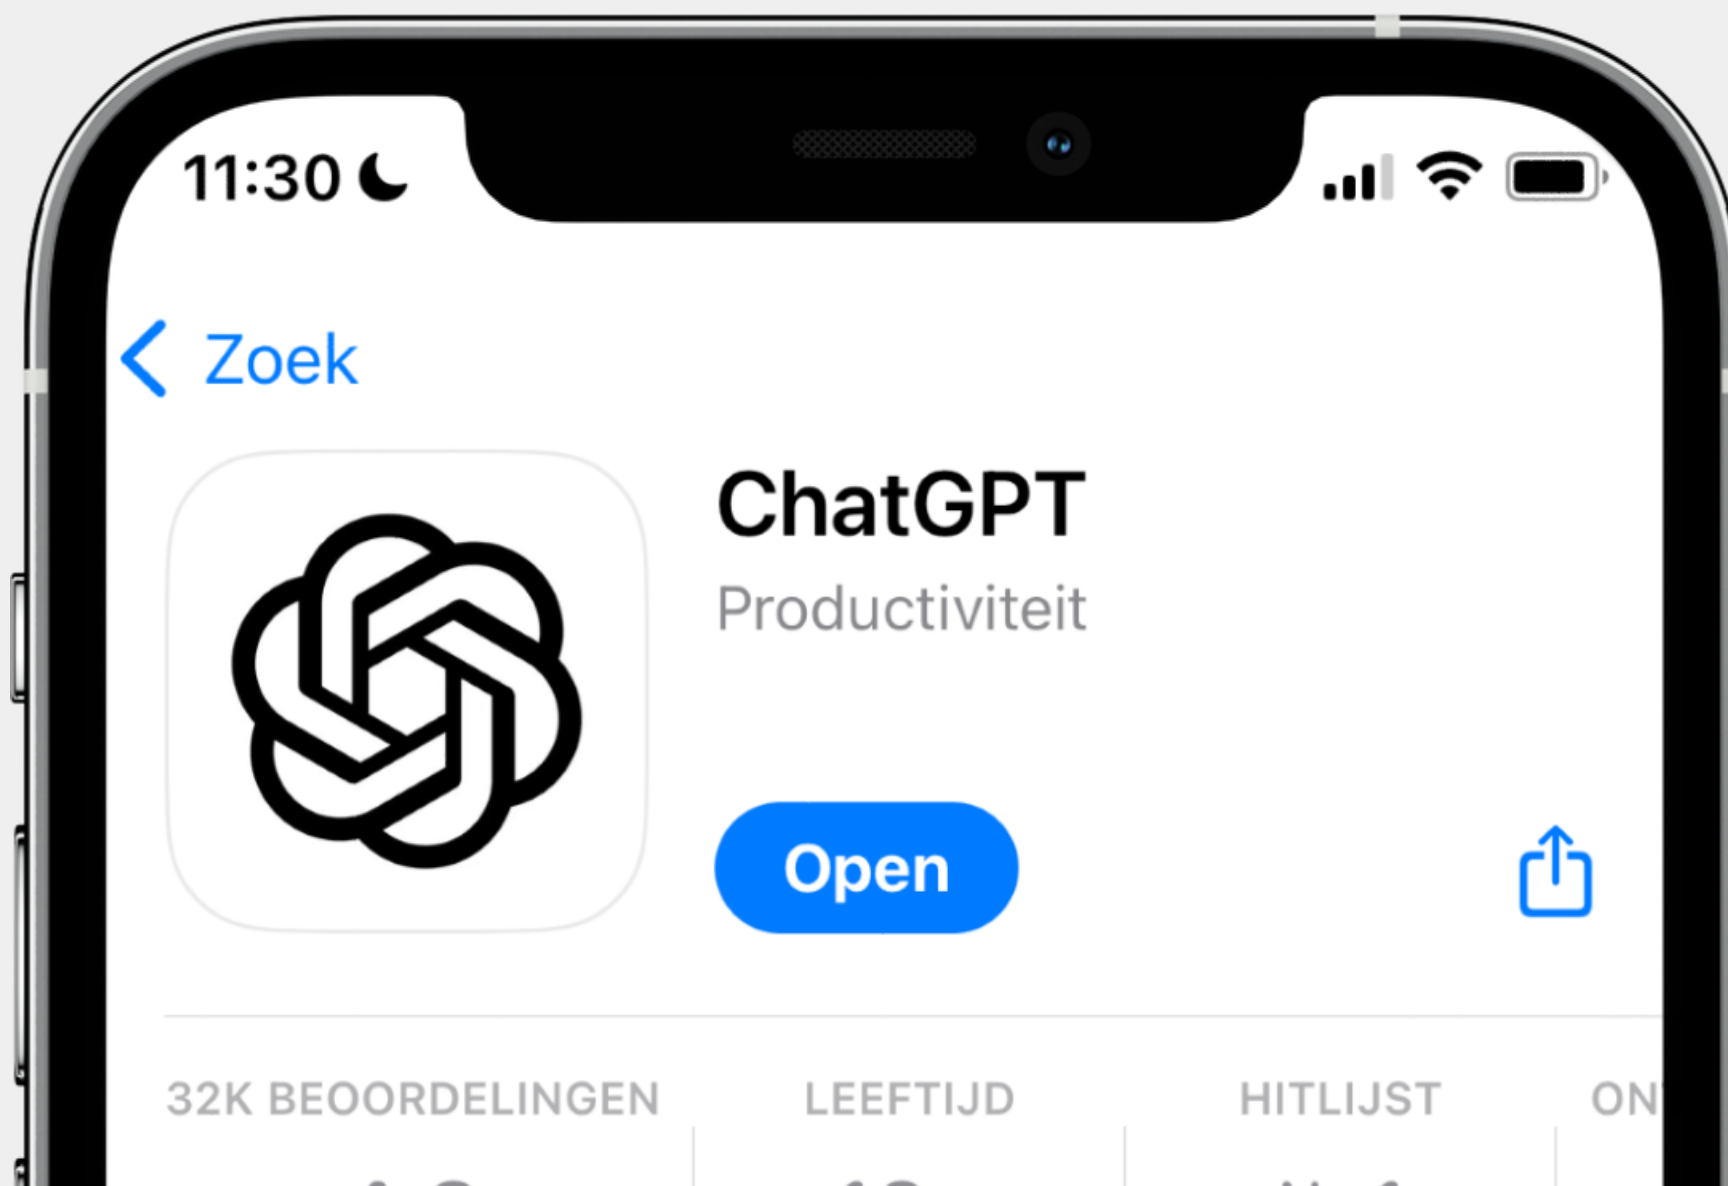 11:30
Zoek
ChatGPT
Productiviteit
Open
32K BEOORDELINGEN
LEEFTIJD
HITLIJST